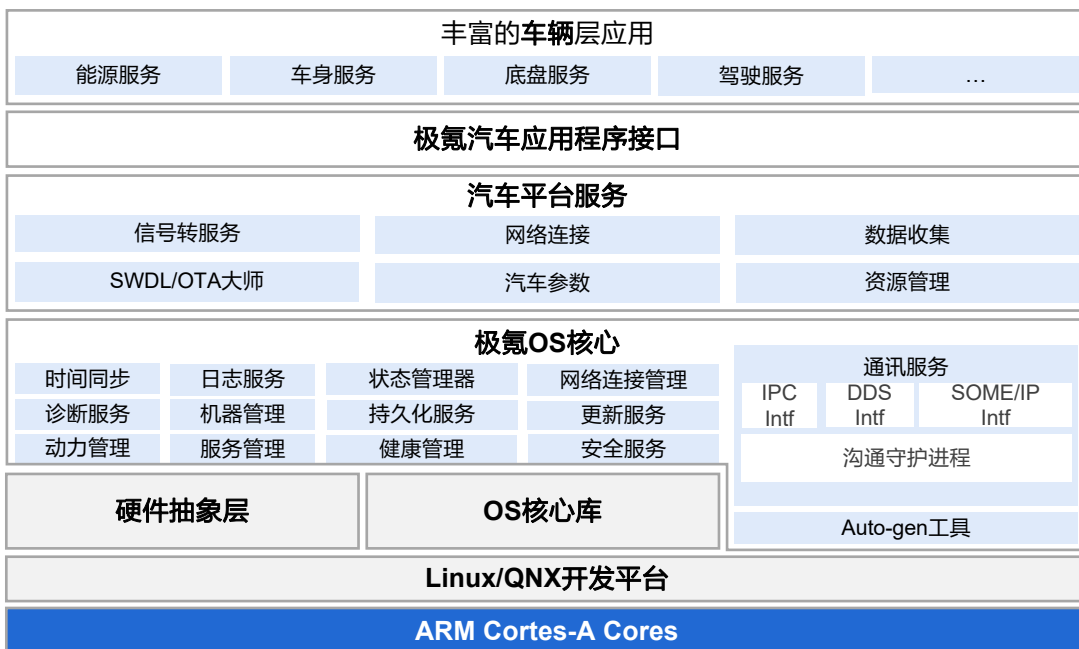 丰富的车辆层应用
能源服务 车身服务 底盘服务 驾驶服务 …
极氪汽车应用程序接口
汽车平台服务
信号转服务 网络连接 数据收集
SWDL/OTA大师 汽车参数 资源管理
极氪OS核心
时间同步 日志服务 状态管理器 网络连接管理
诊断服务 机器管理 持久化服务 更新服务
动力管理 服务管理 健康管理 安全服务
通讯服务
IPC Intf DDS Intf SOME/IP Intf
沟通守护进程
Auto-gen工具
硬件抽象层 OS核心库
Linux/QNX开发平台
ARM Cortes-A Cores